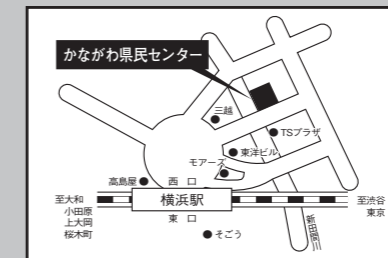 かながわ県民センター
三越
TSプラザ
東洋ビル
モアーズ
高島屋
西 口
至大和
小田原
上大岡
桜木町
横浜駅
至渋谷
東京
東 口
そごう
新田間川